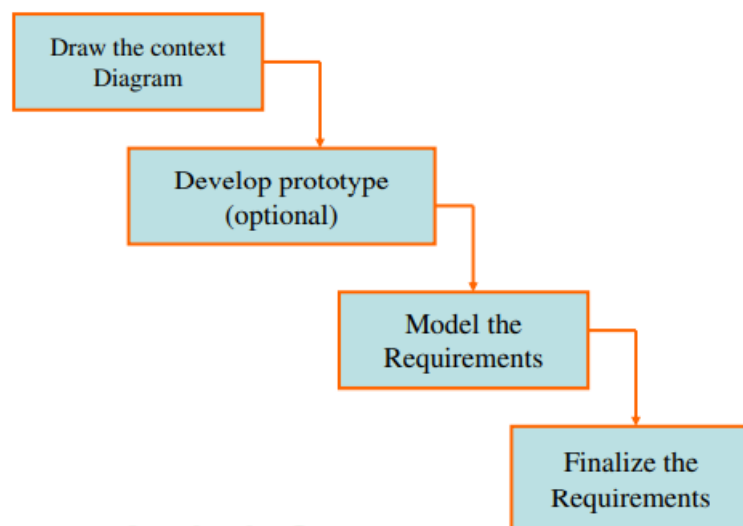 Draw the context
Diagram
Develop prototype
(optional)
Model the
Requirements
Finalize the
Requirements